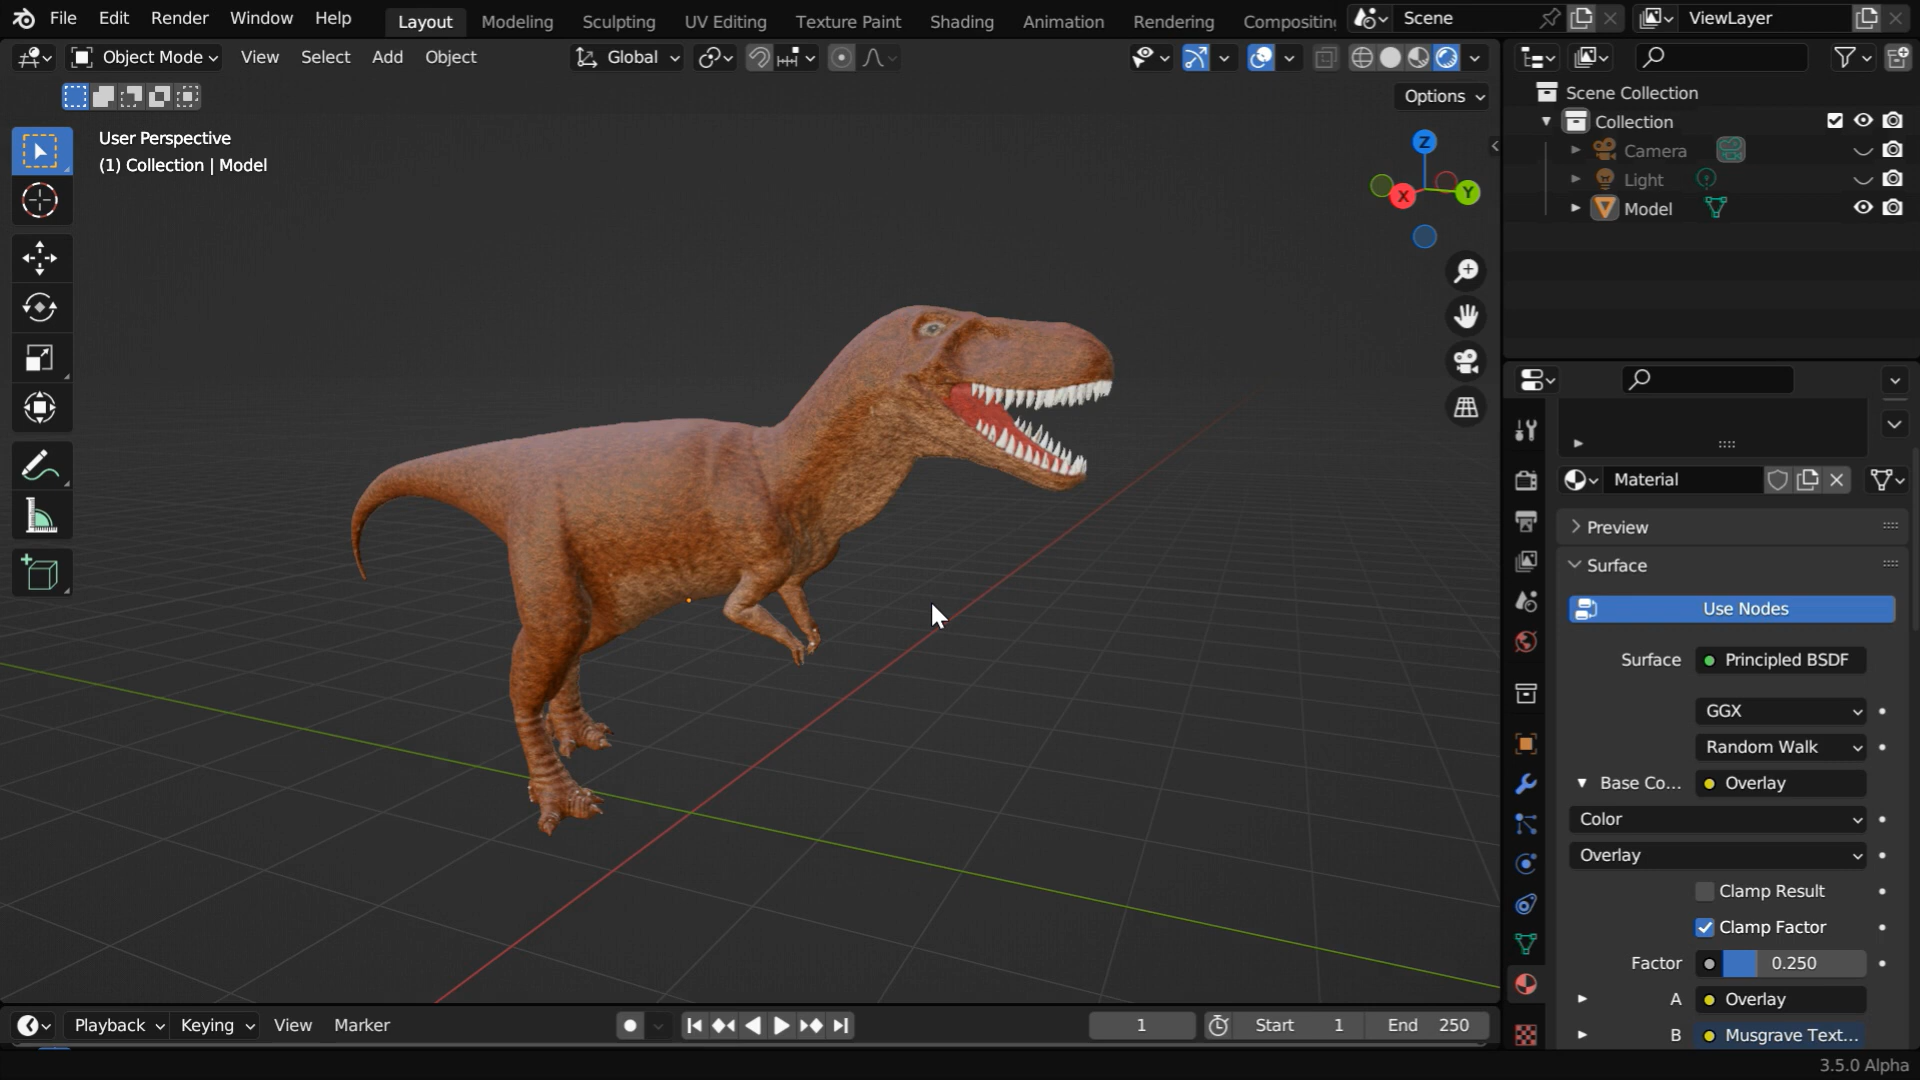 File Edit Render Window Help Layout Modeling Sculpting UV Editing Texture Paint Shading Animation Rendering Compositin Scene ViewLayer
Object Mode View Select Add Object Global
Options
User Perspective
(1) Collection | Model
Z
X
Y
Scene Collection
Collection
Camera
Light
Model
Material
Preview
Surface
Use Nodes
Surface Principled BSDF
GGX
Random Walk
Base Co... Overlay
Color
Overlay
Clamp Result
Clamp Factor
Factor 0.250
A Overlay
B Musgrave Text...
Playback Keying View Marker 1 Start 1 End 250
3.5.0 Alpha